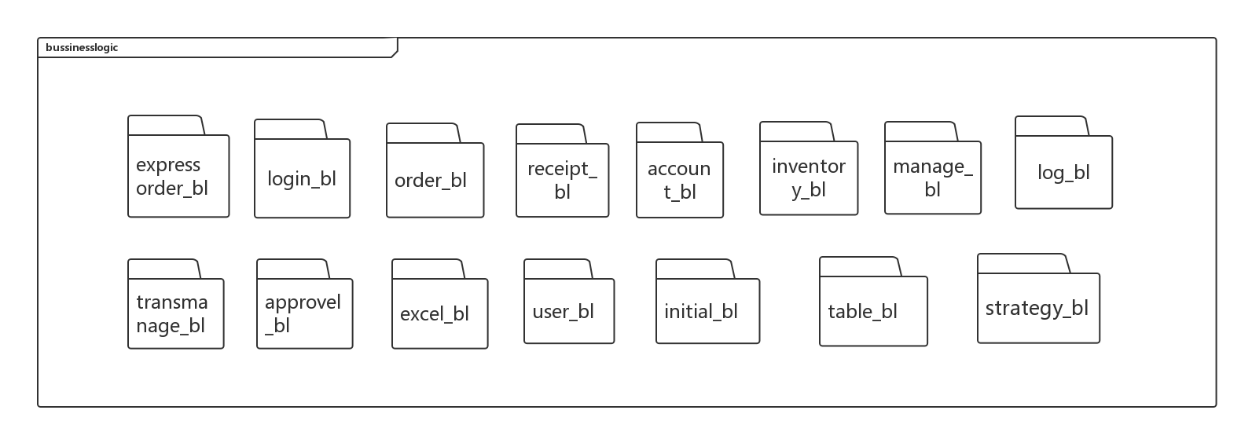 bussinesslogic
express
order_bl
login_bl
order_bl
receipt_
bl
accoun
t_bl
inventor
y_bl
manage_
bl
log_bl
transma
nage_bl
approvel
_bl
excel_bl
user_bl
initial_bl
table_bl
strategy_bl